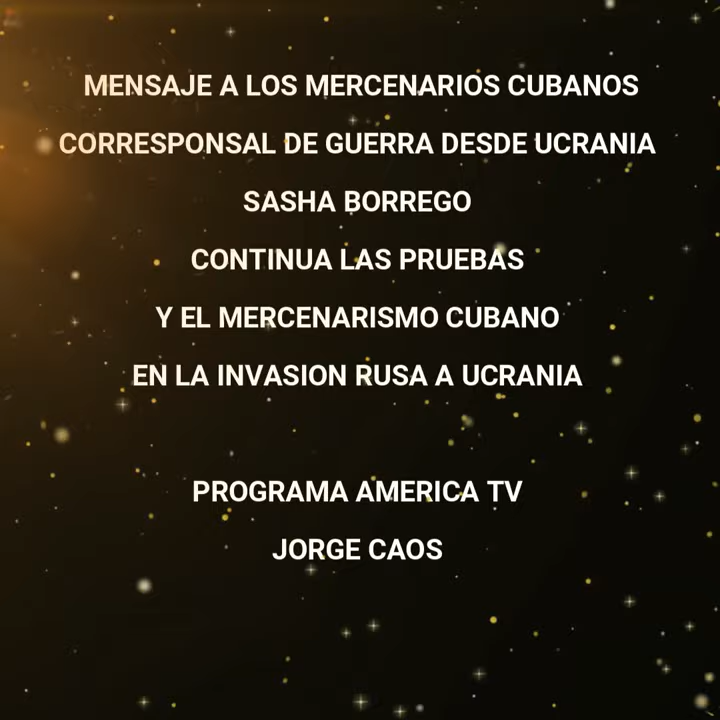 MENSAJE A LOS MERCENARIOS CUBANOS
CORRESPONSAL DE GUERRA DESDE UCRANIA
SASHA BORREGO
CONTINUA LAS PRUEBAS
Y EL MERCENARISMO CUBANO
EN LA INVASION RUSA A UCRANIA
PROGRAMA AMERICA TV
JORGE CAOS